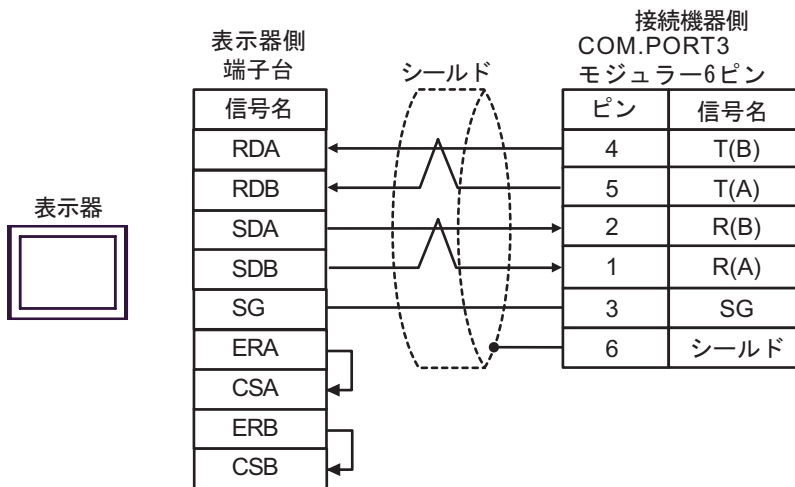 表示器
表示器側
端子台
信号名
RDA
RDB
SDA
SDB
SG
ERA
CSA
ERB
CSB
シールド
接続機器側
COM.PORT3
モジュラー6ピン
ピン 信号名
4 T(B)
5 T(A)
2 R(B)
1 R(A)
3 SG
6 シールド